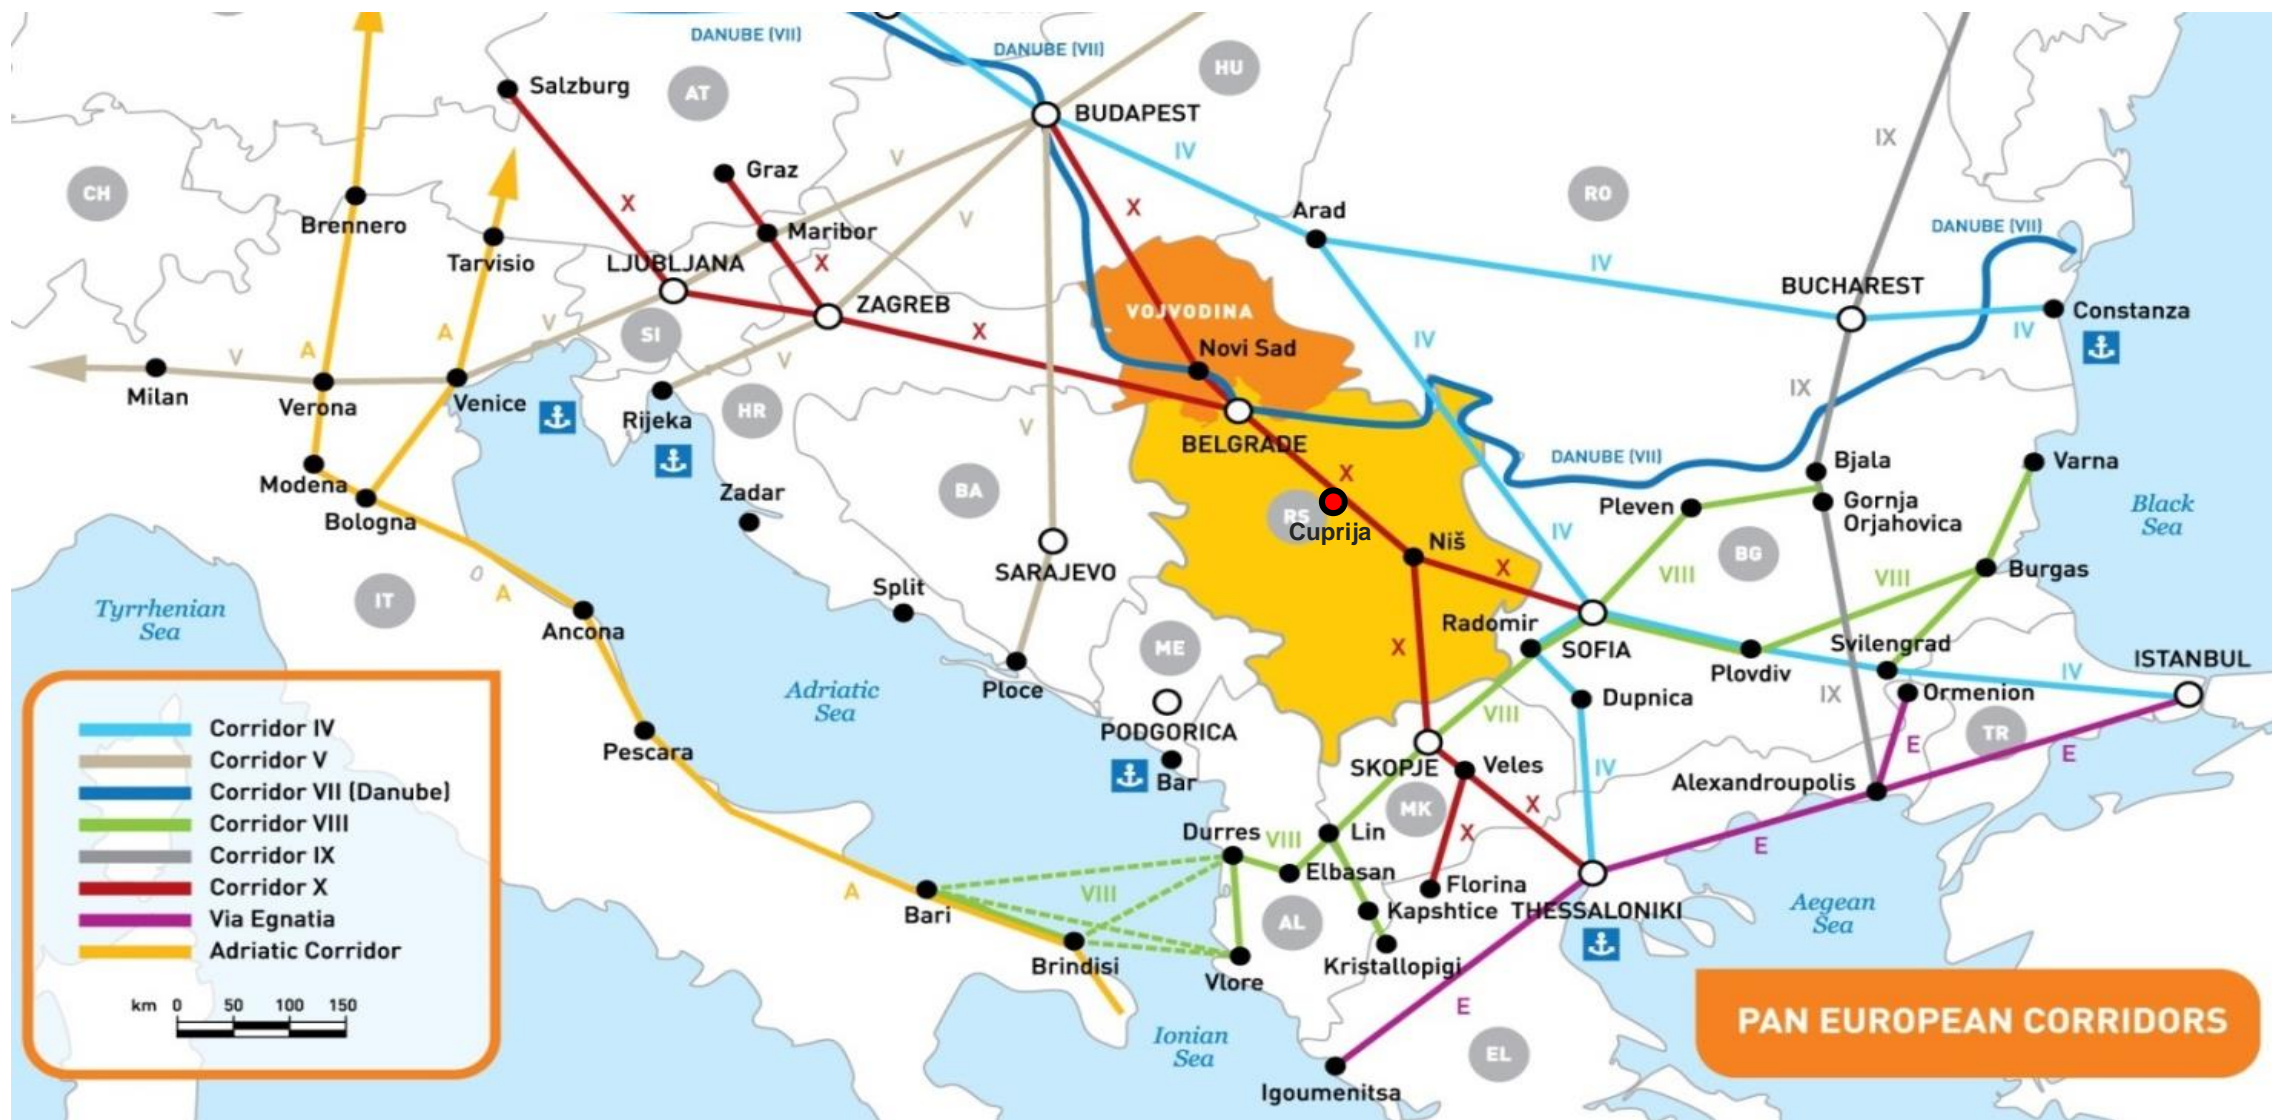 DANUBE (VII)
DANUBE (VII)
HU
Salzburg
AT
BUDAPEST
IV
IX
V
Graz
CH
X
X
RO
Brennero
Maribor
V
Arad
DANUBE (VII)
Tarvisio
LJUBLJANA
X
IV
BUCHAREST
ZAGREB
VOJVODINA
Constanza
IV
V
SI
X
A
A
V
V
Novi Sad
IV
Milan
Verona
Venice
Rijeka
HR
IX
V
BELGRADE
DANUBE (VII)
Bjala
Varna
Modena
X
Zadar
BA
RS
Pleven
Gornja
Orjahovica
Black
Sea
Bologna
Cuprija
IV
Niš
BG
SARAJEVO
X
VIII
VIII
Burgas
Split
A
IT
Tyrrhenian
Sea
Ancona
Radomir
X
ME
SOFIA
Svilengrad
Plovdiv
IV
ISTANBUL
Ploce
Adriatic
Sea
Dupnica
IX
Ormenion
VIII
PODGORICA
TR
E
E
Pescara
SKOPJE
Veles
IV
Bar
Alexandroupolis
MK
X
X
Durres
VIII
Lin
E
Elbasan
Florina
A
VIII
Bari
AL
Kapshtice
THESSALONIKI
Aegean
Sea
Brindisi
Vlore
Kristallopigi
E
Ionian
Sea
EL
Igoumenitsa
Corridor IV
Corridor V
Corridor VII (Danube)
Corridor VIII
Corridor IX
Corridor X
Via Egnatia
Adriatic Corridor
km 0 50 100 150
PAN EUROPEAN CORRIDORS